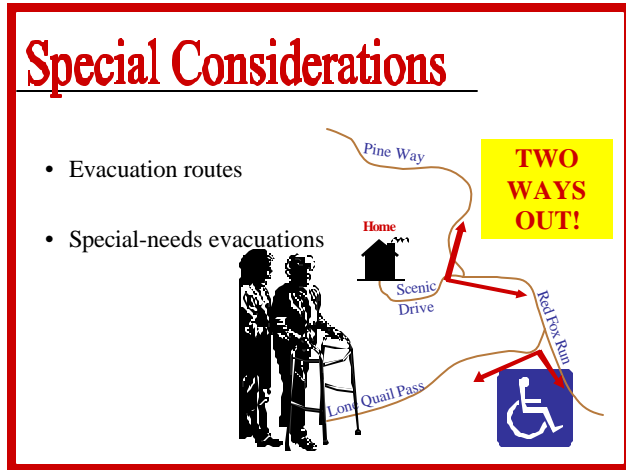 Special Considerations
• Evacuation routes
• Special-needs evacuations
Pine Way
TWO
WAYS
OUT!
Home
Scenic
Drive
Red Fox Run
Lone Quail Pass